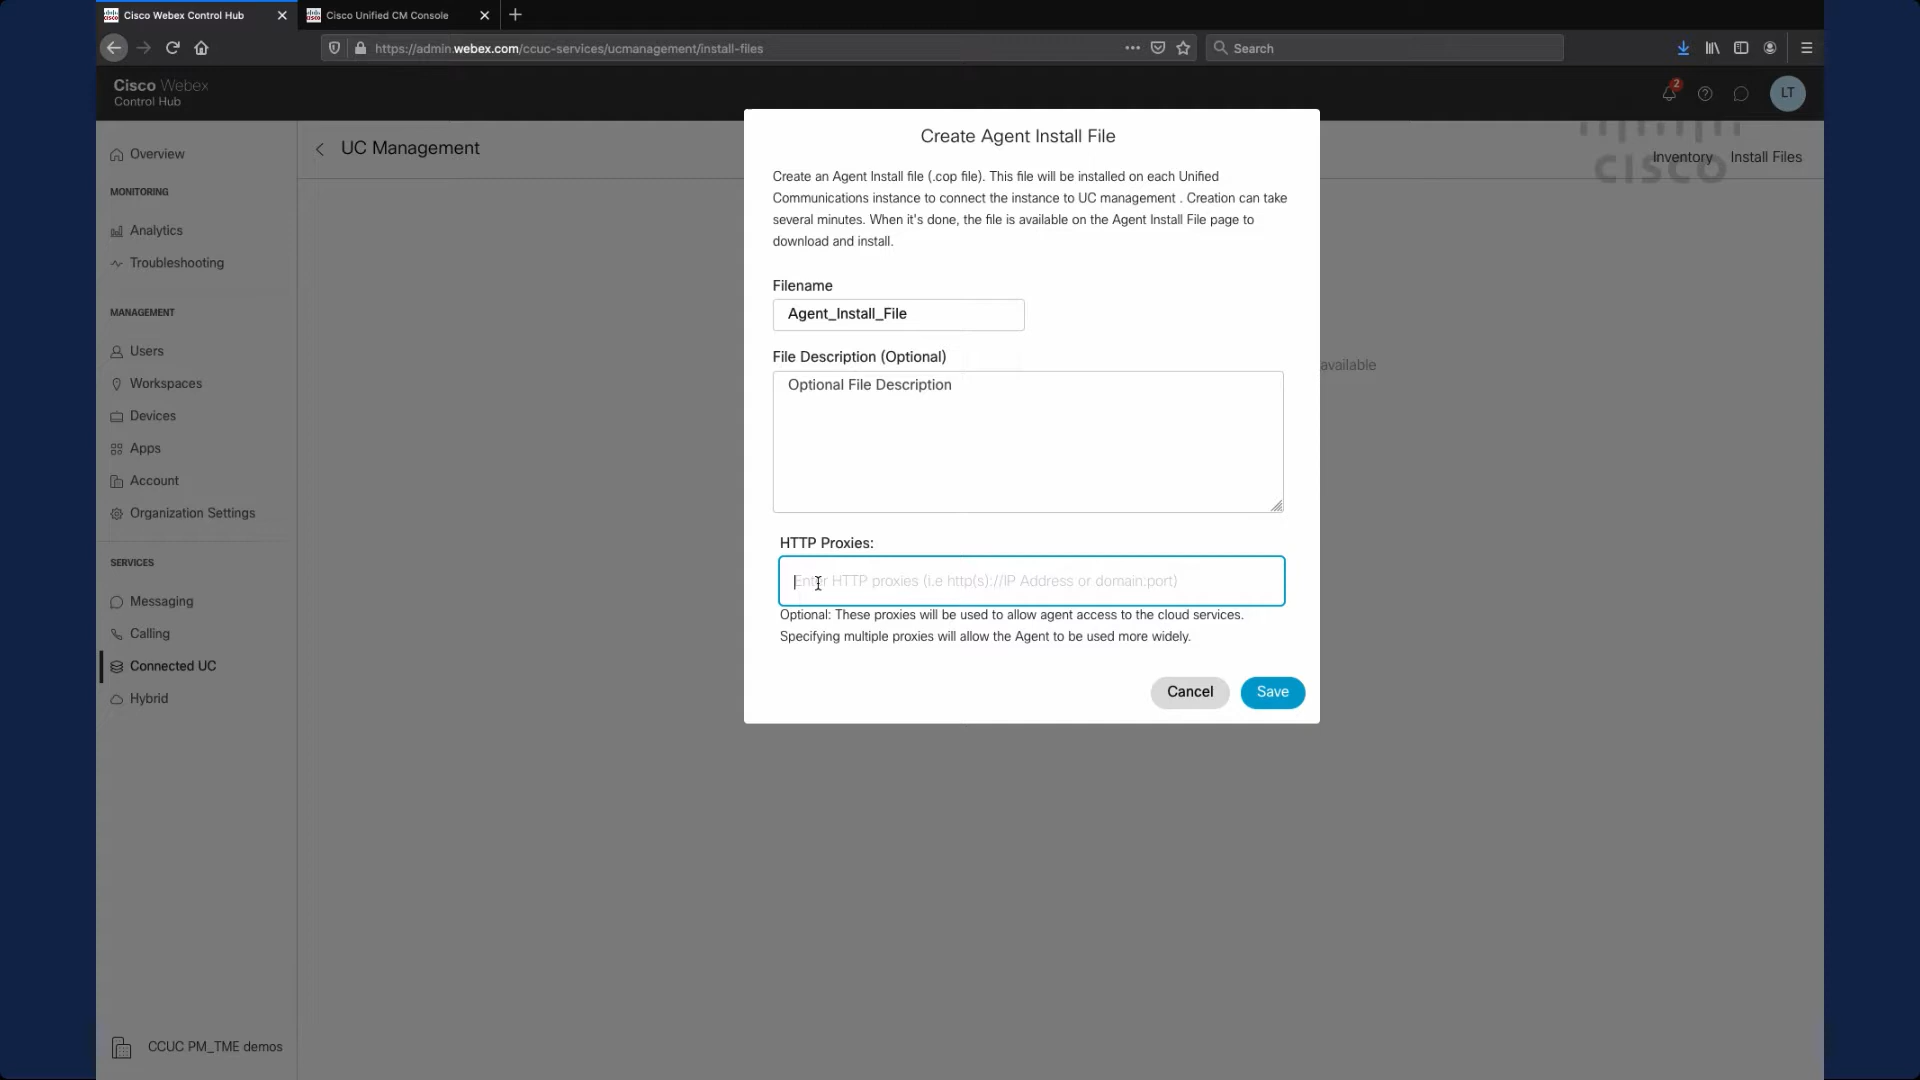 Cisco Webex Control Hub
Cisco Unified CM Console
https://admin.webex.com/ccuc-services/ucmanagement/install-files
Search
Cisco Webex
Control Hub
2
LT
Overview
MONITORING
Analytics
Troubleshooting
MANAGEMENT
Users
Workspaces
Devices
Apps
Account
Organization Settings
SERVICES
Messaging
Calling
Connected UC
Hybrid
CCUC PM_TME demos
UC Management
Inventory
Install Files
CISCO
available
Create Agent Install File
Create an Agent Install file (.cop file). This file will be installed on each Unified
Communications instance to connect the instance to UC management . Creation can take
several minutes. When it's done, the file is available on the Agent Install File page to
download and install.
Filename
Agent_Install_File
File Description (Optional)
Optional File Description
HTTP Proxies:
Enter HTTP proxies (i.e http(s)://IP Address or domain:port)
Optional: These proxies will be used to allow agent access to the cloud services.
Specifying multiple proxies will allow the Agent to be used more widely.
Cancel
Save